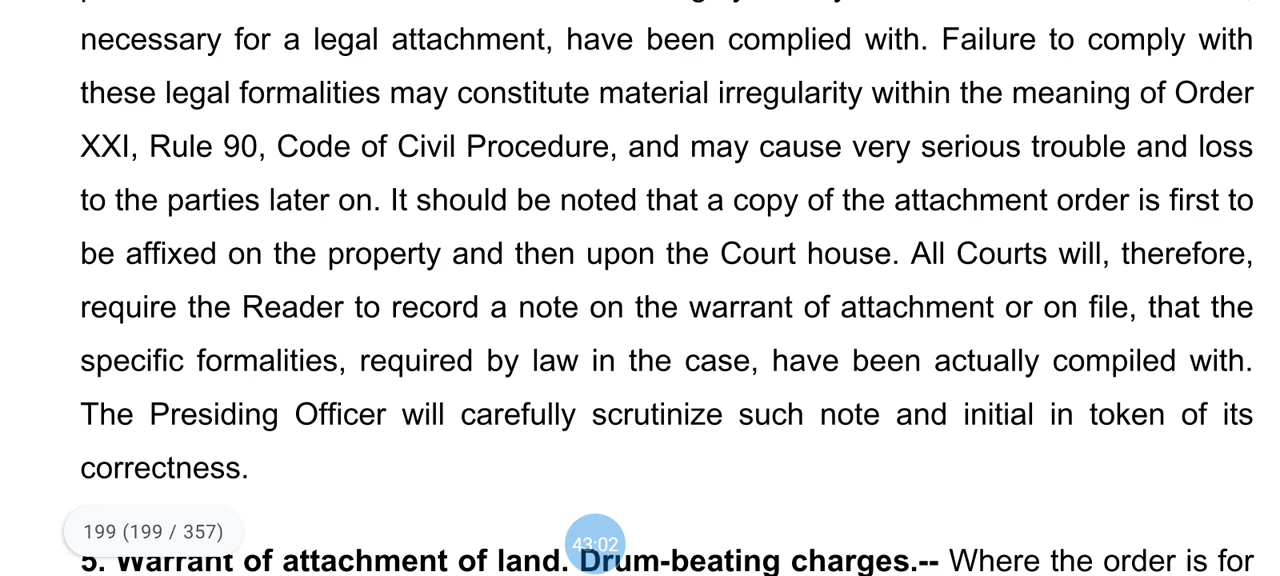 necessary for a legal attachment, have been complied with. Failure to comply with
these legal formalities may constitute material irregularity within the meaning of Order
XXI, Rule 90, Code of Civil Procedure, and may cause very serious trouble and loss
to the parties later on. It should be noted that a copy of the attachment order is first to
be affixed on the property and then upon the Court house. All Courts will, therefore,
require the Reader to record a note on the warrant of attachment or on file, that the
specific formalities, required by law in the case, have been actually compiled with.
The Presiding Officer will carefully scrutinize such note and initial in token of its
correctness.
199 (199 / 357)
43:02
5. Warrant of attachment of land. Drum-beating charges.-- Where the order is for